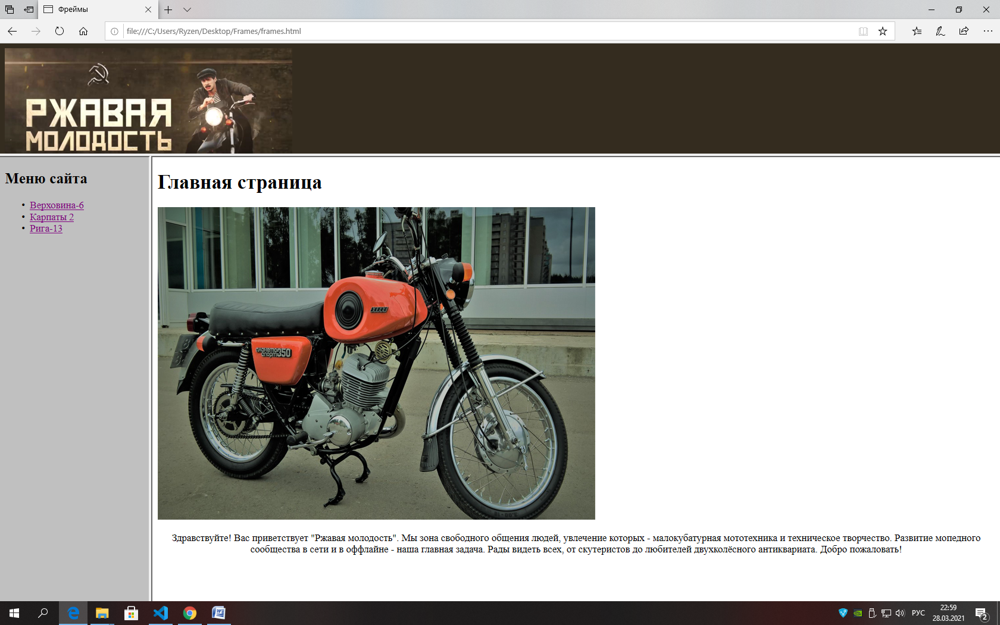 Фреймы
file:///C:/Users/Ryzen/Desktop/Frames/frames.html
РЖАВАЯ
МОЛОДОСТЬ
Меню сайта
Верховина-6
Карпаты 2
Рига-13
Главная страница
планета
спорт350
Здравствуйте! Вас приветствует "Ржавая молодость". Мы зона свободного общения людей, увлечение которых - малокубатурная мототехника и техническое творчество. Развитие мопедного
сообщества в сети и в оффлайне - наша главная задача. Рады видеть всех, от скутеристов до любителей двухколёсного антиквариата. Добро пожаловать!
РУС
22:59
28.03.2021
2